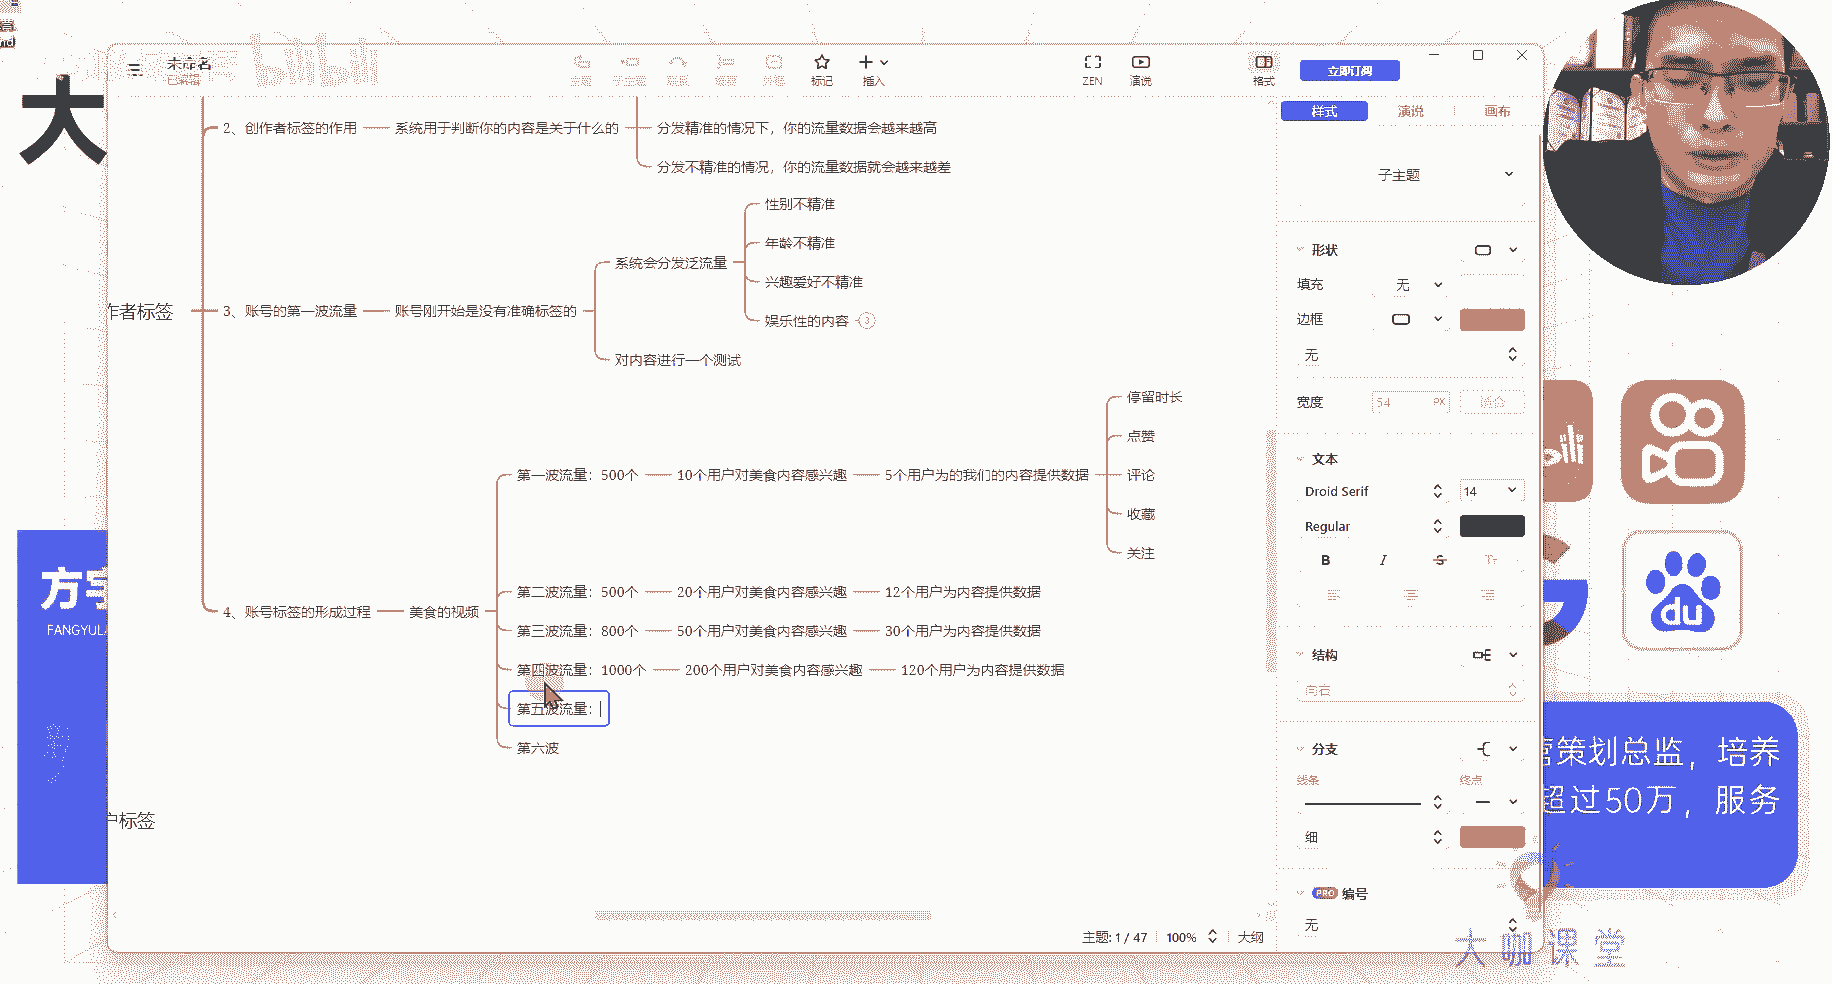 大
未命名
已编辑
bilibili
标记
插入
ZEN
演说
格式
立即订阅
样式
演说
画布
2、创作者标签的作用
系统用于判断你的内容是关于什么的
分发精准的情况下，你的流量数据会越来越高
分发不精准的情况，你的流量数据就会越来越差
作者标签
3、账号的第一波流量
账号刚开始是没有准确标签的
系统会分发泛流量
性别不精准
年龄不精准
兴趣爱好不精准
娱乐性的内容
3
对内容进行一个测试
4、账号标签的形成过程
美食的视频
第一波流量：500个
10个用户对美食内容感兴趣
5个用户为的我们的内容提供数据
停留时长
点赞
评论
收藏
关注
第二波流量：500个
20个用户对美食内容感兴趣
12个用户为内容提供数据
第三波流量：800个
50个用户对美食内容感兴趣
30个用户为内容提供数据
第四波流量：1000个
200个用户对美食内容感兴趣
120个用户为内容提供数据
第五波流量：
第六波
户标签
子主题
形状
填充
无
边框
无
宽度
54
PX
适合
文本
Droid Serif
14
Regular
B
I
S
Tт
结构
向右
分支
线条
终点
细
PRO
编号
无
主题: 1 / 47
100%
大纲
方宇
FANGYUL
du
营策划总监，培养
超过50万，服务
大咖课堂